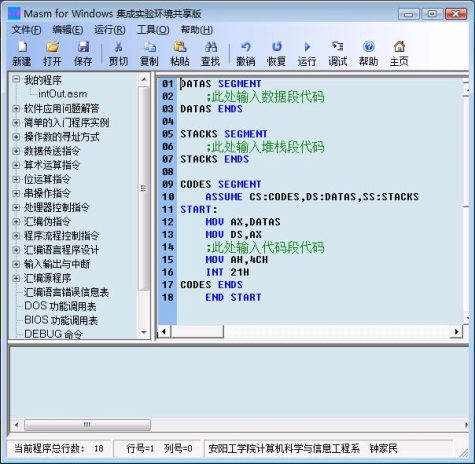 Masm for Windows 集成实验环境共享版
文件(F) 编辑(E) 运行(R) 工具(O) 帮助(H)
新建 打开 保存 剪切 复制 粘贴 查找 撤销 恢复 运行 调试 帮助 主页
我的程序
intOut.asm
软件应用问题解答
简单的入门程序实例
操作数的寻址方式
数据传送指令
算术运算指令
位运算指令
串操作指令
处理器控制指令
汇编伪指令
程序流程控制指令
汇编语言程序设计
输入输出与中断
汇编源程序
汇编语言错误信息表
DOS 功能调用表
BIOS 功能调用表
DEBUG 命令
01 DATAS SEGMENT
02 ;此处输入数据段代码
03 DATAS ENDS
04
05 STACKS SEGMENT
06 ;此处输入堆栈段代码
07 STACKS ENDS
08
09 CODES SEGMENT
10 ASSUME CS:CODES,DS:DATAS,SS:STACKS
11 START:
12 MOV AX,DATAS
13 MOV DS,AX
14 ;此处输入代码段代码
15 MOV AH,4CH
16 INT 21H
17 CODES ENDS
18 END START
当前程序总行数: 18 行号=1 列号=0 安阳工学院计算机科学与信息工程系 钟家民